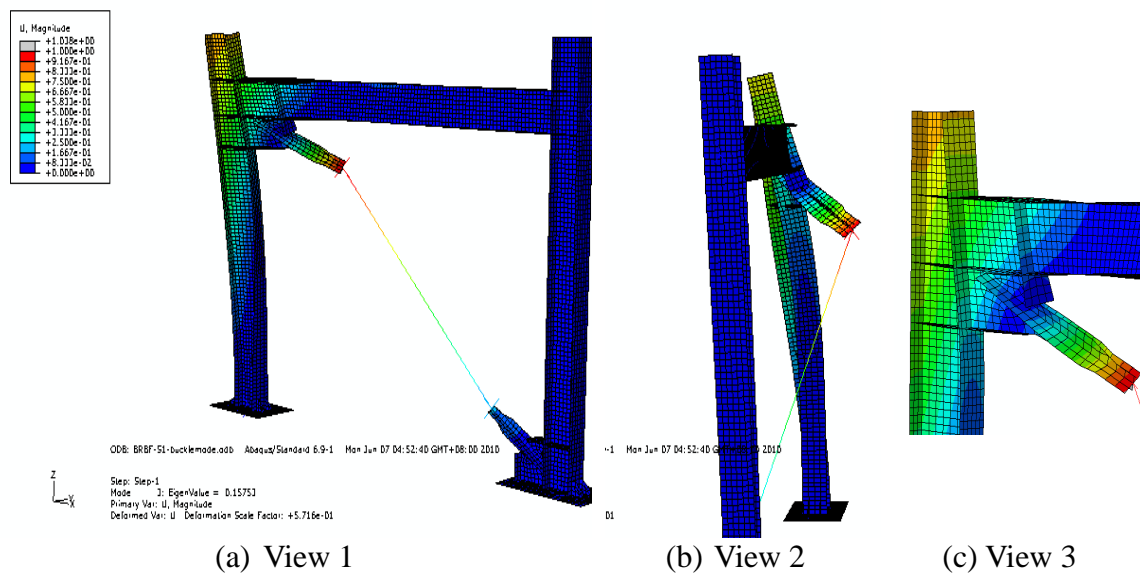 U, Magnitude
+1.038e+00
+1.000e+00
+9.167e-01
+8.333e-01
+7.500e-01
+6.667e-01
+5.833e-01
+5.000e-01
+4.167e-01
+3.333e-01
+2.500e-01
+1.667e-01
+8.333e-02
+0.000e+00
ODB: BRBF-S1-bucklemode.odb Abaqus/Standard 6.9-1 Mon Jun 07 04:52:40 GMT+08:00 2010
Step: Step-1
Mode 3: EigenValue = 0.15753
Primary Var: U, Magnitude
Deformed Var: U Deformation Scale Factor: +5.716e-01
Z
Y
X
-1 Mon Jun 07 04:52:40 2010
01
(a) View 1
(b) View 2
(c) View 3